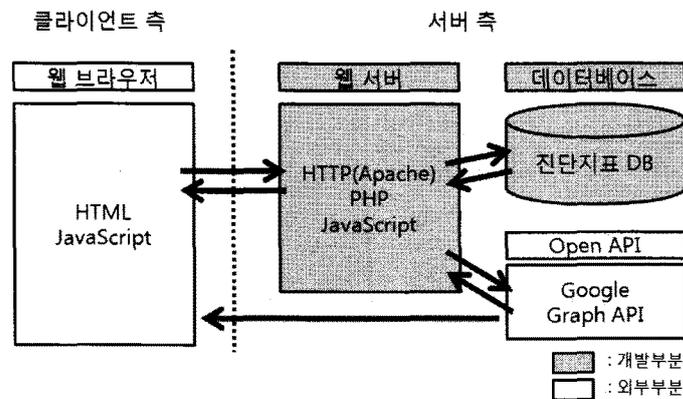 클라이언트 측
서버 측
웹 브라우저
웹 서버
데이터베이스
HTML
JavaScript
HTTP(Apache)
PHP
JavaScript
진단지표 DB
Open API
Google
Graph API
: 개발부분
: 외부부분